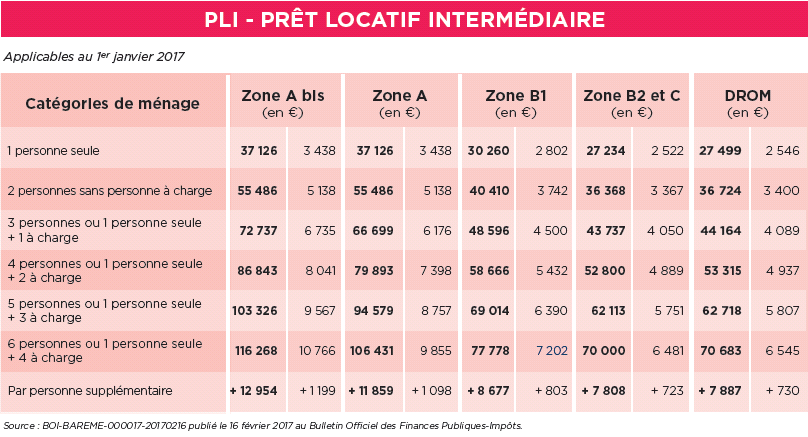 PLI - PRÊT LOCATIF INTERMÉDIAIRE
Applicables au 1er janvier 2017
Catégories de ménage Zone A bis (en €) Zone A (en €) Zone B1 (en €) Zone B2 et C (en €) DROM (en €)
1 personne seule 37 126 3 438 37 126 3 438 30 260 2 802 27 234 2 522 27 499 2 546
2 personnes sans personne à charge 55 486 5 138 55 486 5 138 40 410 3 742 36 368 3 367 36 724 3 400
3 personnes ou 1 personne seule
+ 1 à charge 72 737 6 735 66 699 6 176 48 596 4 500 43 737 4 050 44 164 4 089
4 personnes ou 1 personne seule
+ 2 à charge 86 843 8 041 79 893 7 398 58 666 5 432 52 800 4 889 53 315 4 937
5 personnes ou 1 personne seule
+ 3 à charge 103 326 9 567 94 579 8 757 69 014 6 390 62 113 5 751 62 718 5 807
6 personnes ou 1 personne seule
+ 4 à charge 116 268 10 766 106 431 9 855 77 778 7 202 70 000 6 481 70 683 6 545
Par personne supplémentaire + 12 954 + 1 199 + 11 859 + 1 098 + 8 677 + 803 + 7 808 + 723 + 7 887 + 730
Source : BOI-BAREME-000017-20170216 publié le 16 février 2017 au Bulletin Officiel des Finances Publiques-Impôts.